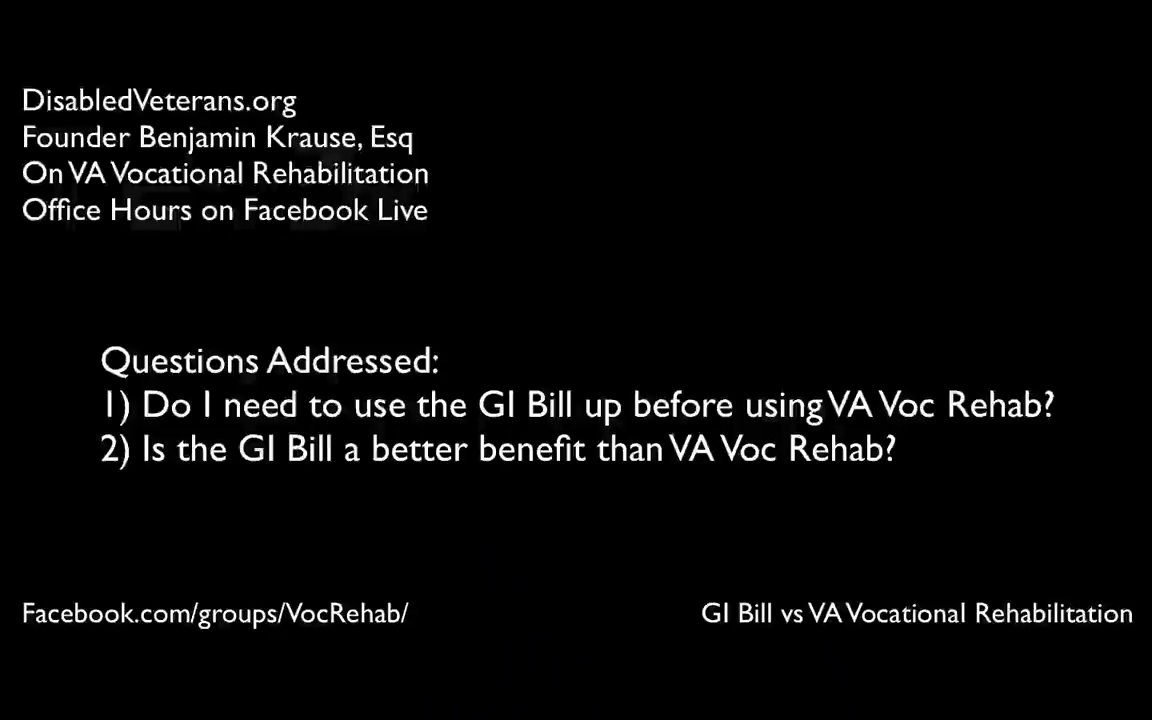 DisabledVeterans.org
Founder Benjamin Krause, Esq
On VA Vocational Rehabilitation
Office Hours on Facebook Live
Questions Addressed:
1) Do I need to use the GI Bill up before using VA Voc Rehab?
2) Is the GI Bill a better benefit than VA Voc Rehab?
Facebook.com/groups/VocRehab/
GI Bill vs VA Vocational Rehabilitation